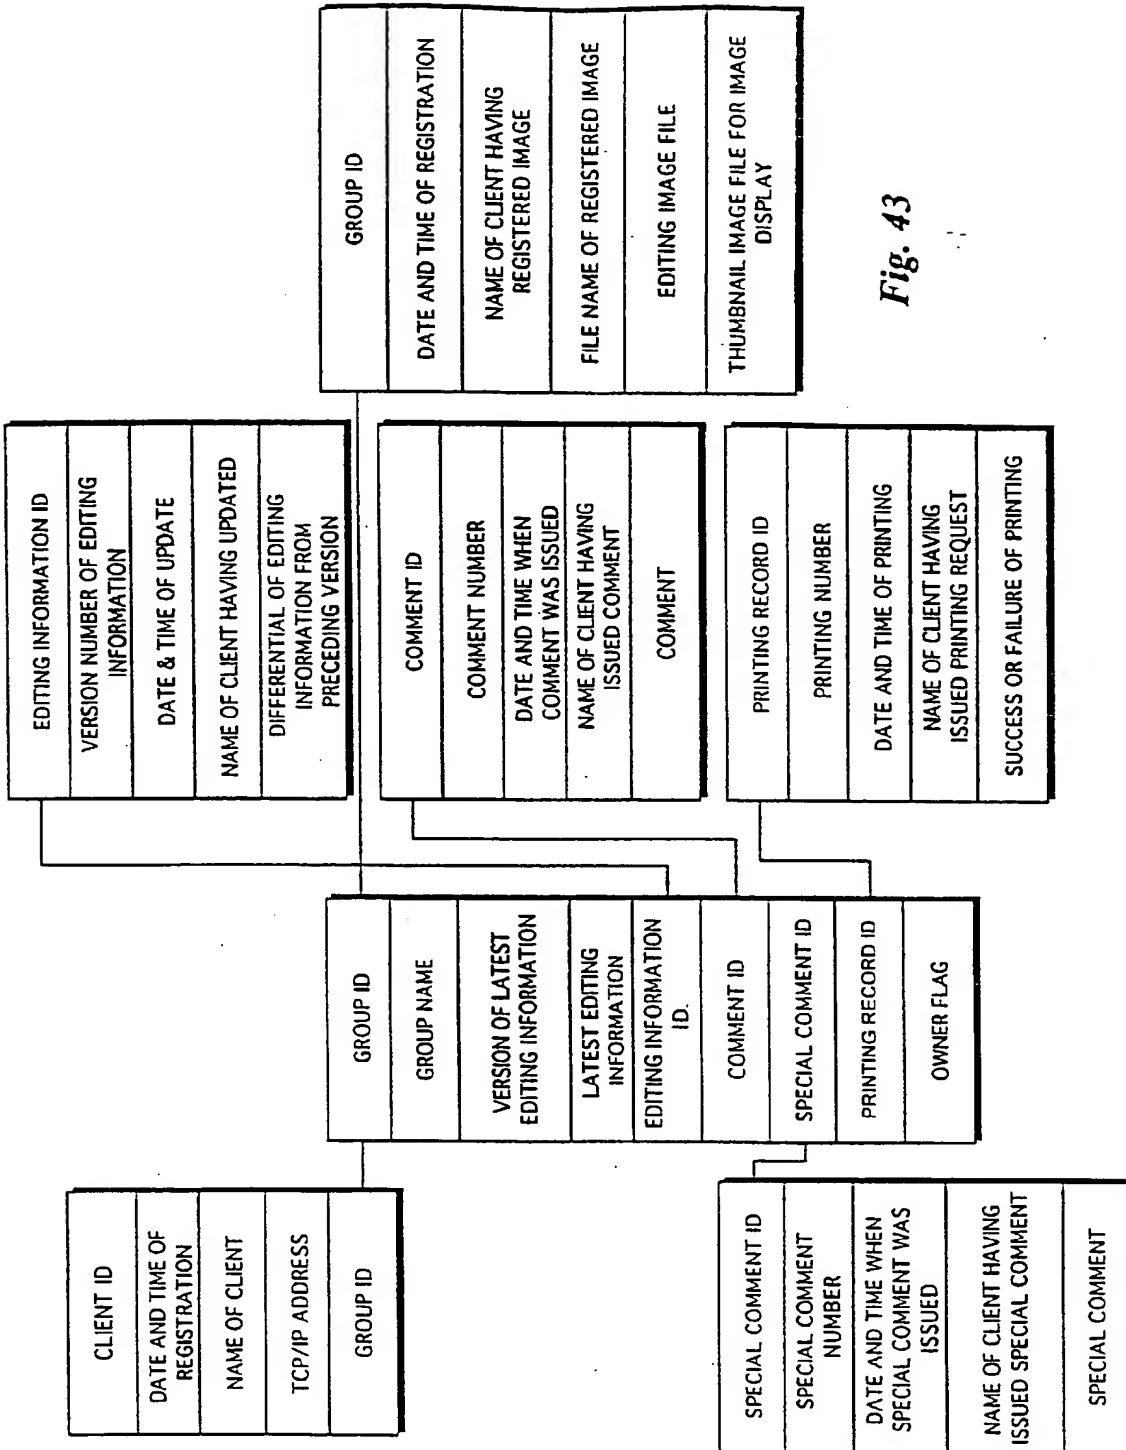 CLIENT ID
DATE AND TIME OF
REGISTRATION
NAME OF CLIENT
TCP/IP ADDRESS
GROUP ID
SPECIAL COMMENT ID
SPECIAL COMMENT
NUMBER
DATE AND TIME WHEN
SPECIAL COMMENT WAS
ISSUED
NAME OF CLIENT HAVING
ISSUED SPECIAL COMMENT
SPECIAL COMMENT
GROUP ID
GROUP NAME
VERSION OF LATEST
EDITING INFORMATION
LATEST EDITING
INFORMATION
EDITING INFORMATION
ID.
COMMENT ID
SPECIAL COMMENT ID
PRINTING RECORD ID
OWNER FLAG
EDITING INFORMATION ID
VERSION NUMBER OF EDITING
INFORMATION
DATE & TIME OF UPDATE
NAME OF CLIENT HAVING UPDATED
DIFFERENTIAL OF EDITING
INFORMATION FROM
PRECEDING VERSION
COMMENT ID
COMMENT NUMBER
DATE AND TIME WHEN
COMMENT WAS ISSUED
NAME OF CLIENT HAVING
ISSUED COMMENT
COMMENT
PRINTING RECORD ID
PRINTING NUMBER
DATE AND TIME OF PRINTING
NAME OF CLIENT HAVING
ISSUED PRINTING REQUEST
SUCCESS OR FAILURE OF PRINTING
GROUP ID
DATE AND TIME OF REGISTRATION
NAME OF CLIENT HAVING
REGISTERED IMAGE
FILE NAME OF REGISTERED IMAGE
EDITING IMAGE FILE
THUMBNAIL IMAGE FILE FOR IMAGE
DISPLAY
Fig. 43